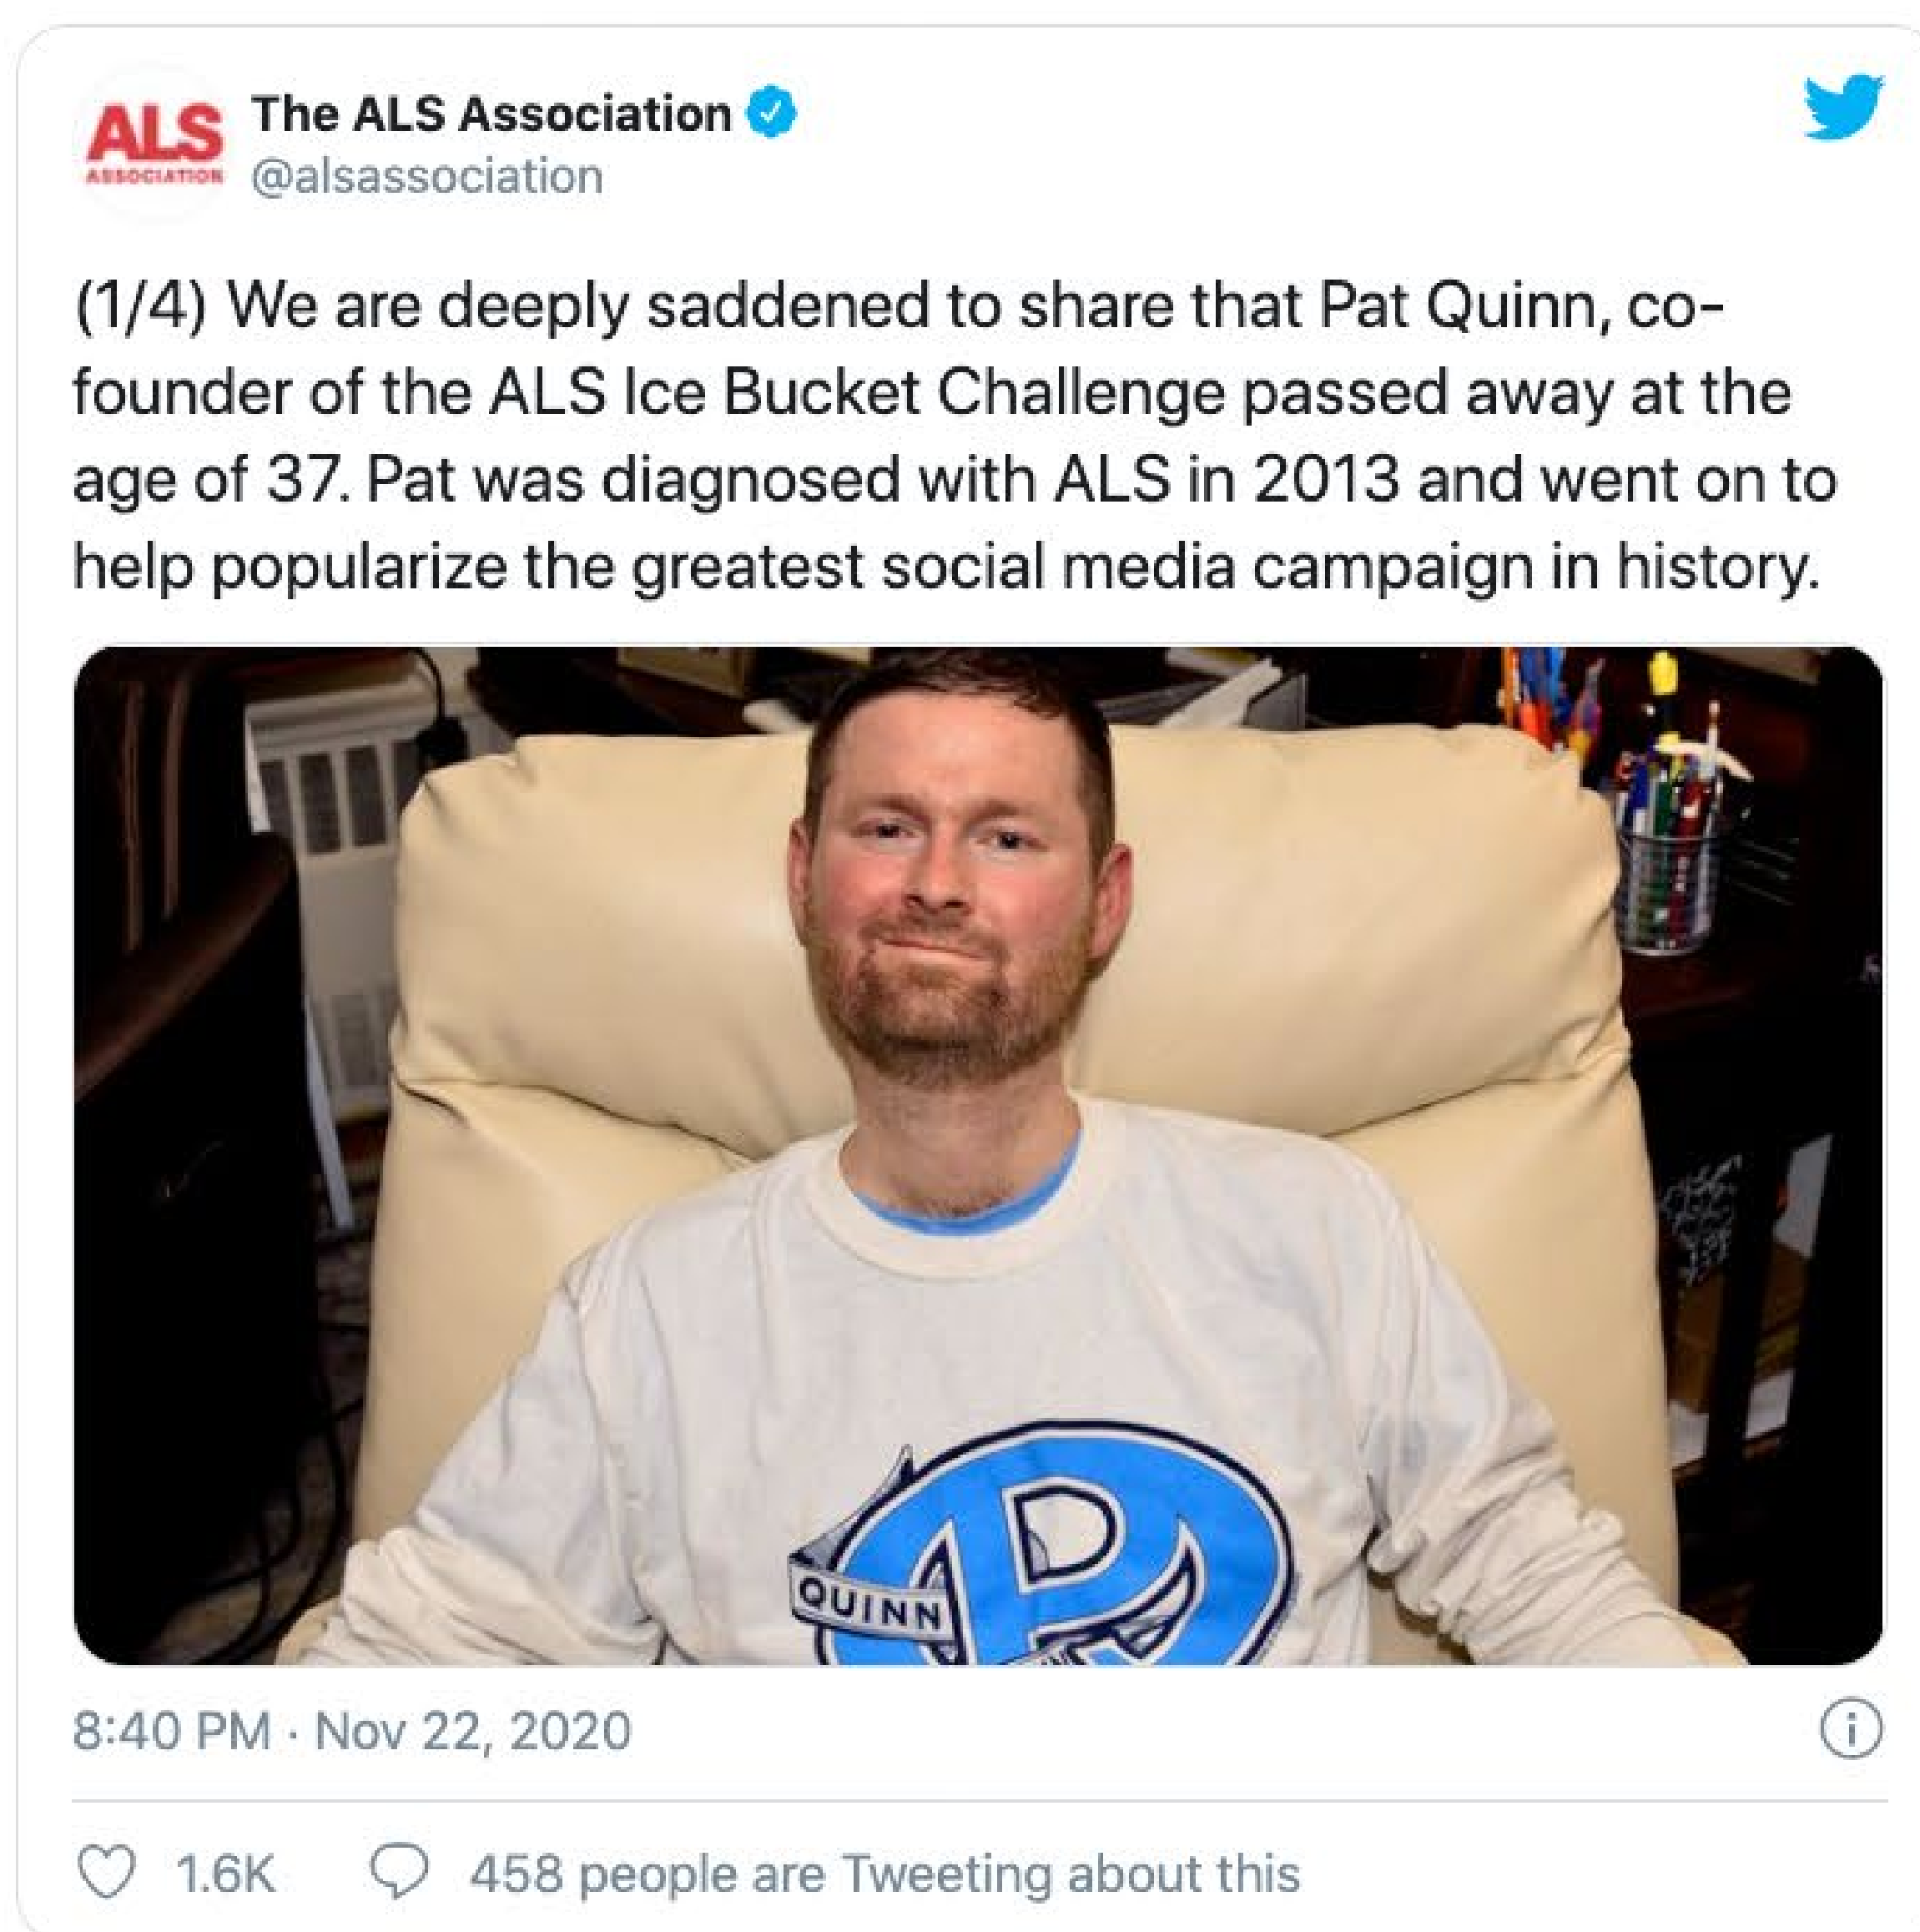 ALS
ASSOCIATION
The ALS Association
@alsassociation
(1/4) We are deeply saddened to share that Pat Quinn, co-
founder of the ALS Ice Bucket Challenge passed away at the
age of 37. Pat was diagnosed with ALS in 2013 and went on to
help popularize the greatest social media campaign in history.
P
QUINN
8:40 PM · Nov 22, 2020
1.6K
458 people are Tweeting about this